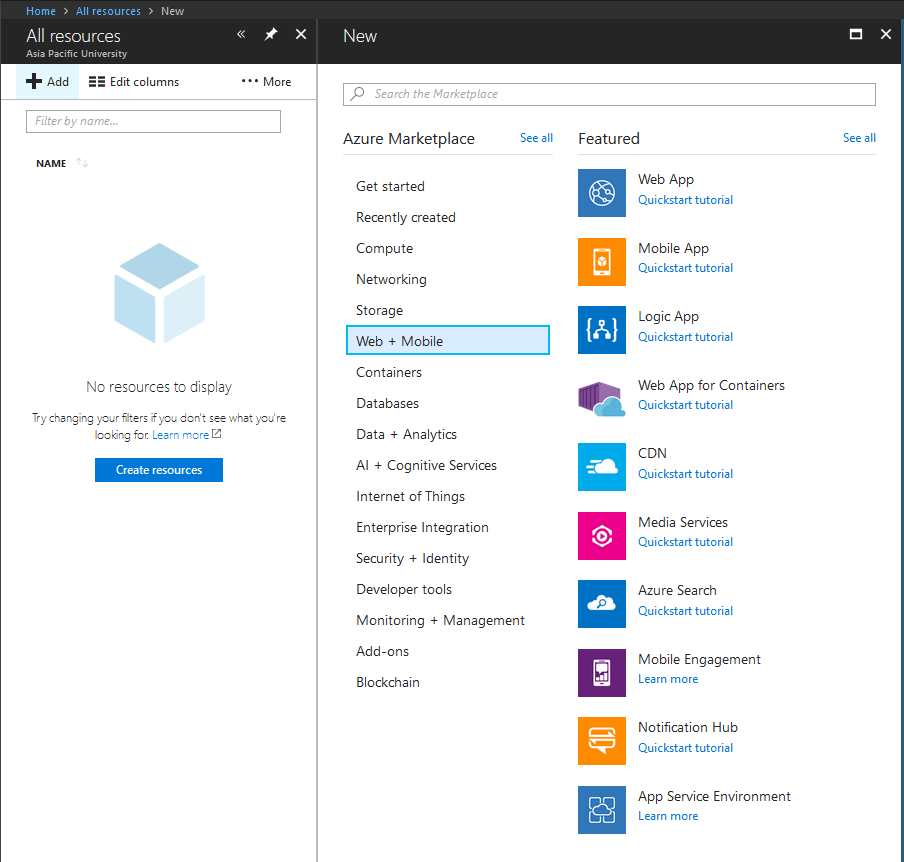 Home > All resources > New
All resources
Asia Pacific University
Add
Edit columns
More
Filter by name...
NAME
No resources to display
Try changing your filters if you don't see what you're
looking for. Learn more
Create resources
New
Search the Marketplace
Azure Marketplace
See all
Get started
Recently created
Compute
Networking
Storage
Web + Mobile
Containers
Databases
Data + Analytics
AI + Cognitive Services
Internet of Things
Enterprise Integration
Security + Identity
Developer tools
Monitoring + Management
Add-ons
Blockchain
Featured
See all
Web App
Quickstart tutorial
Mobile App
Quickstart tutorial
Logic App
Quickstart tutorial
Web App for Containers
Quickstart tutorial
CDN
Quickstart tutorial
Media Services
Quickstart tutorial
Azure Search
Quickstart tutorial
Mobile Engagement
Learn more
Notification Hub
Quickstart tutorial
App Service Environment
Learn more